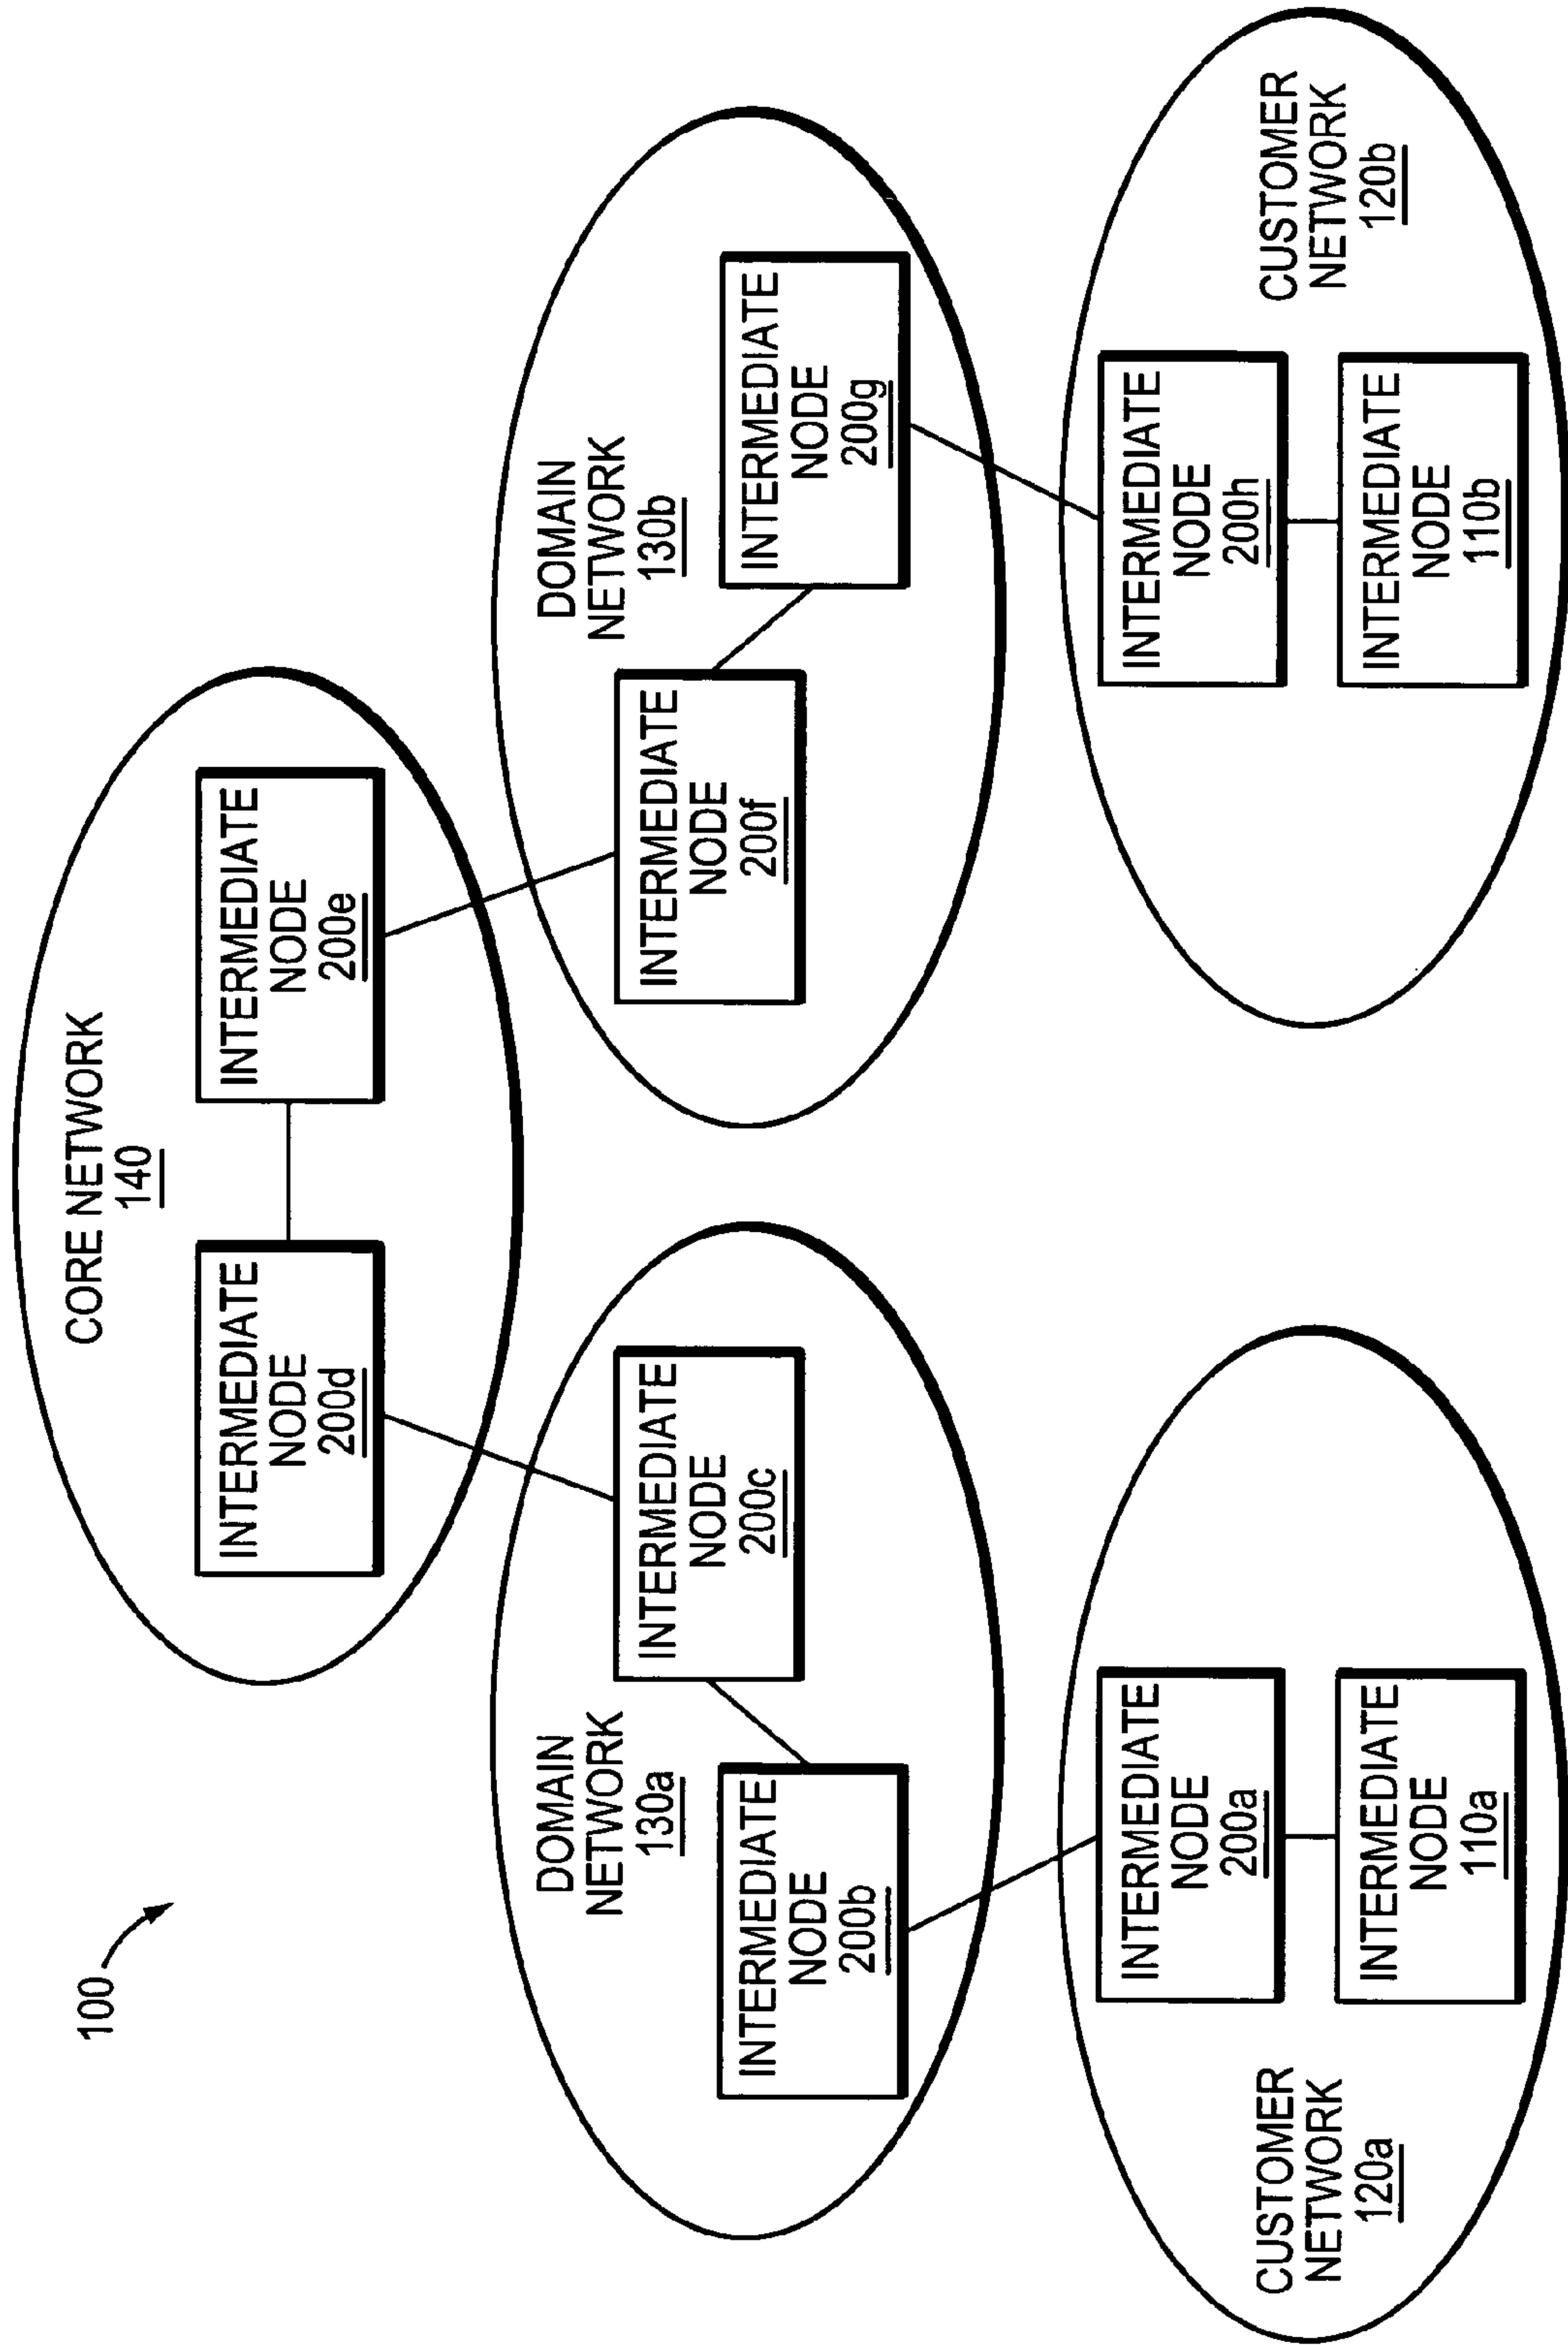 100
CORE NETWORK
140
INTERMEDIATE
NODE
200d
INTERMEDIATE
NODE
200e
DOMAIN
NETWORK
130a
INTERMEDIATE
NODE
200b
INTERMEDIATE
NODE
200c
DOMAIN
NETWORK
130b
INTERMEDIATE
NODE
200f
INTERMEDIATE
NODE
200g
CUSTOMER
NETWORK
120a
INTERMEDIATE
NODE
200a
INTERMEDIATE
NODE
110a
INTERMEDIATE
NODE
200h
INTERMEDIATE
NODE
110b
CUSTOMER
NETWORK
120b